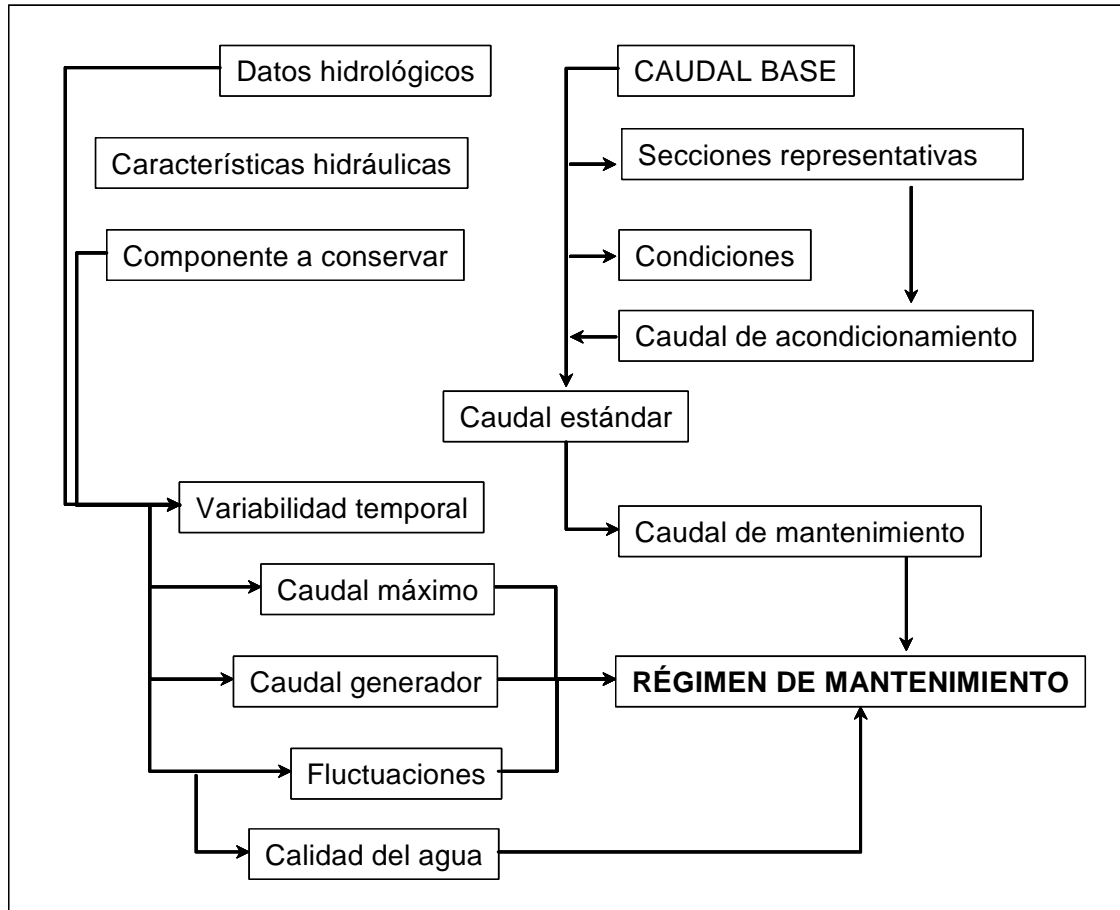 Datos hidrológicos
CAUDAL BASE
Características hidráulicas
Secciones representativas
Componente a conservar
Condiciones
Caudal de acondicionamiento
Caudal estándar
Variabilidad temporal
Caudal de mantenimiento
Caudal máximo
Caudal generador
RÉGIMEN DE MANTENIMIENTO
Fluctuaciones
Calidad del agua